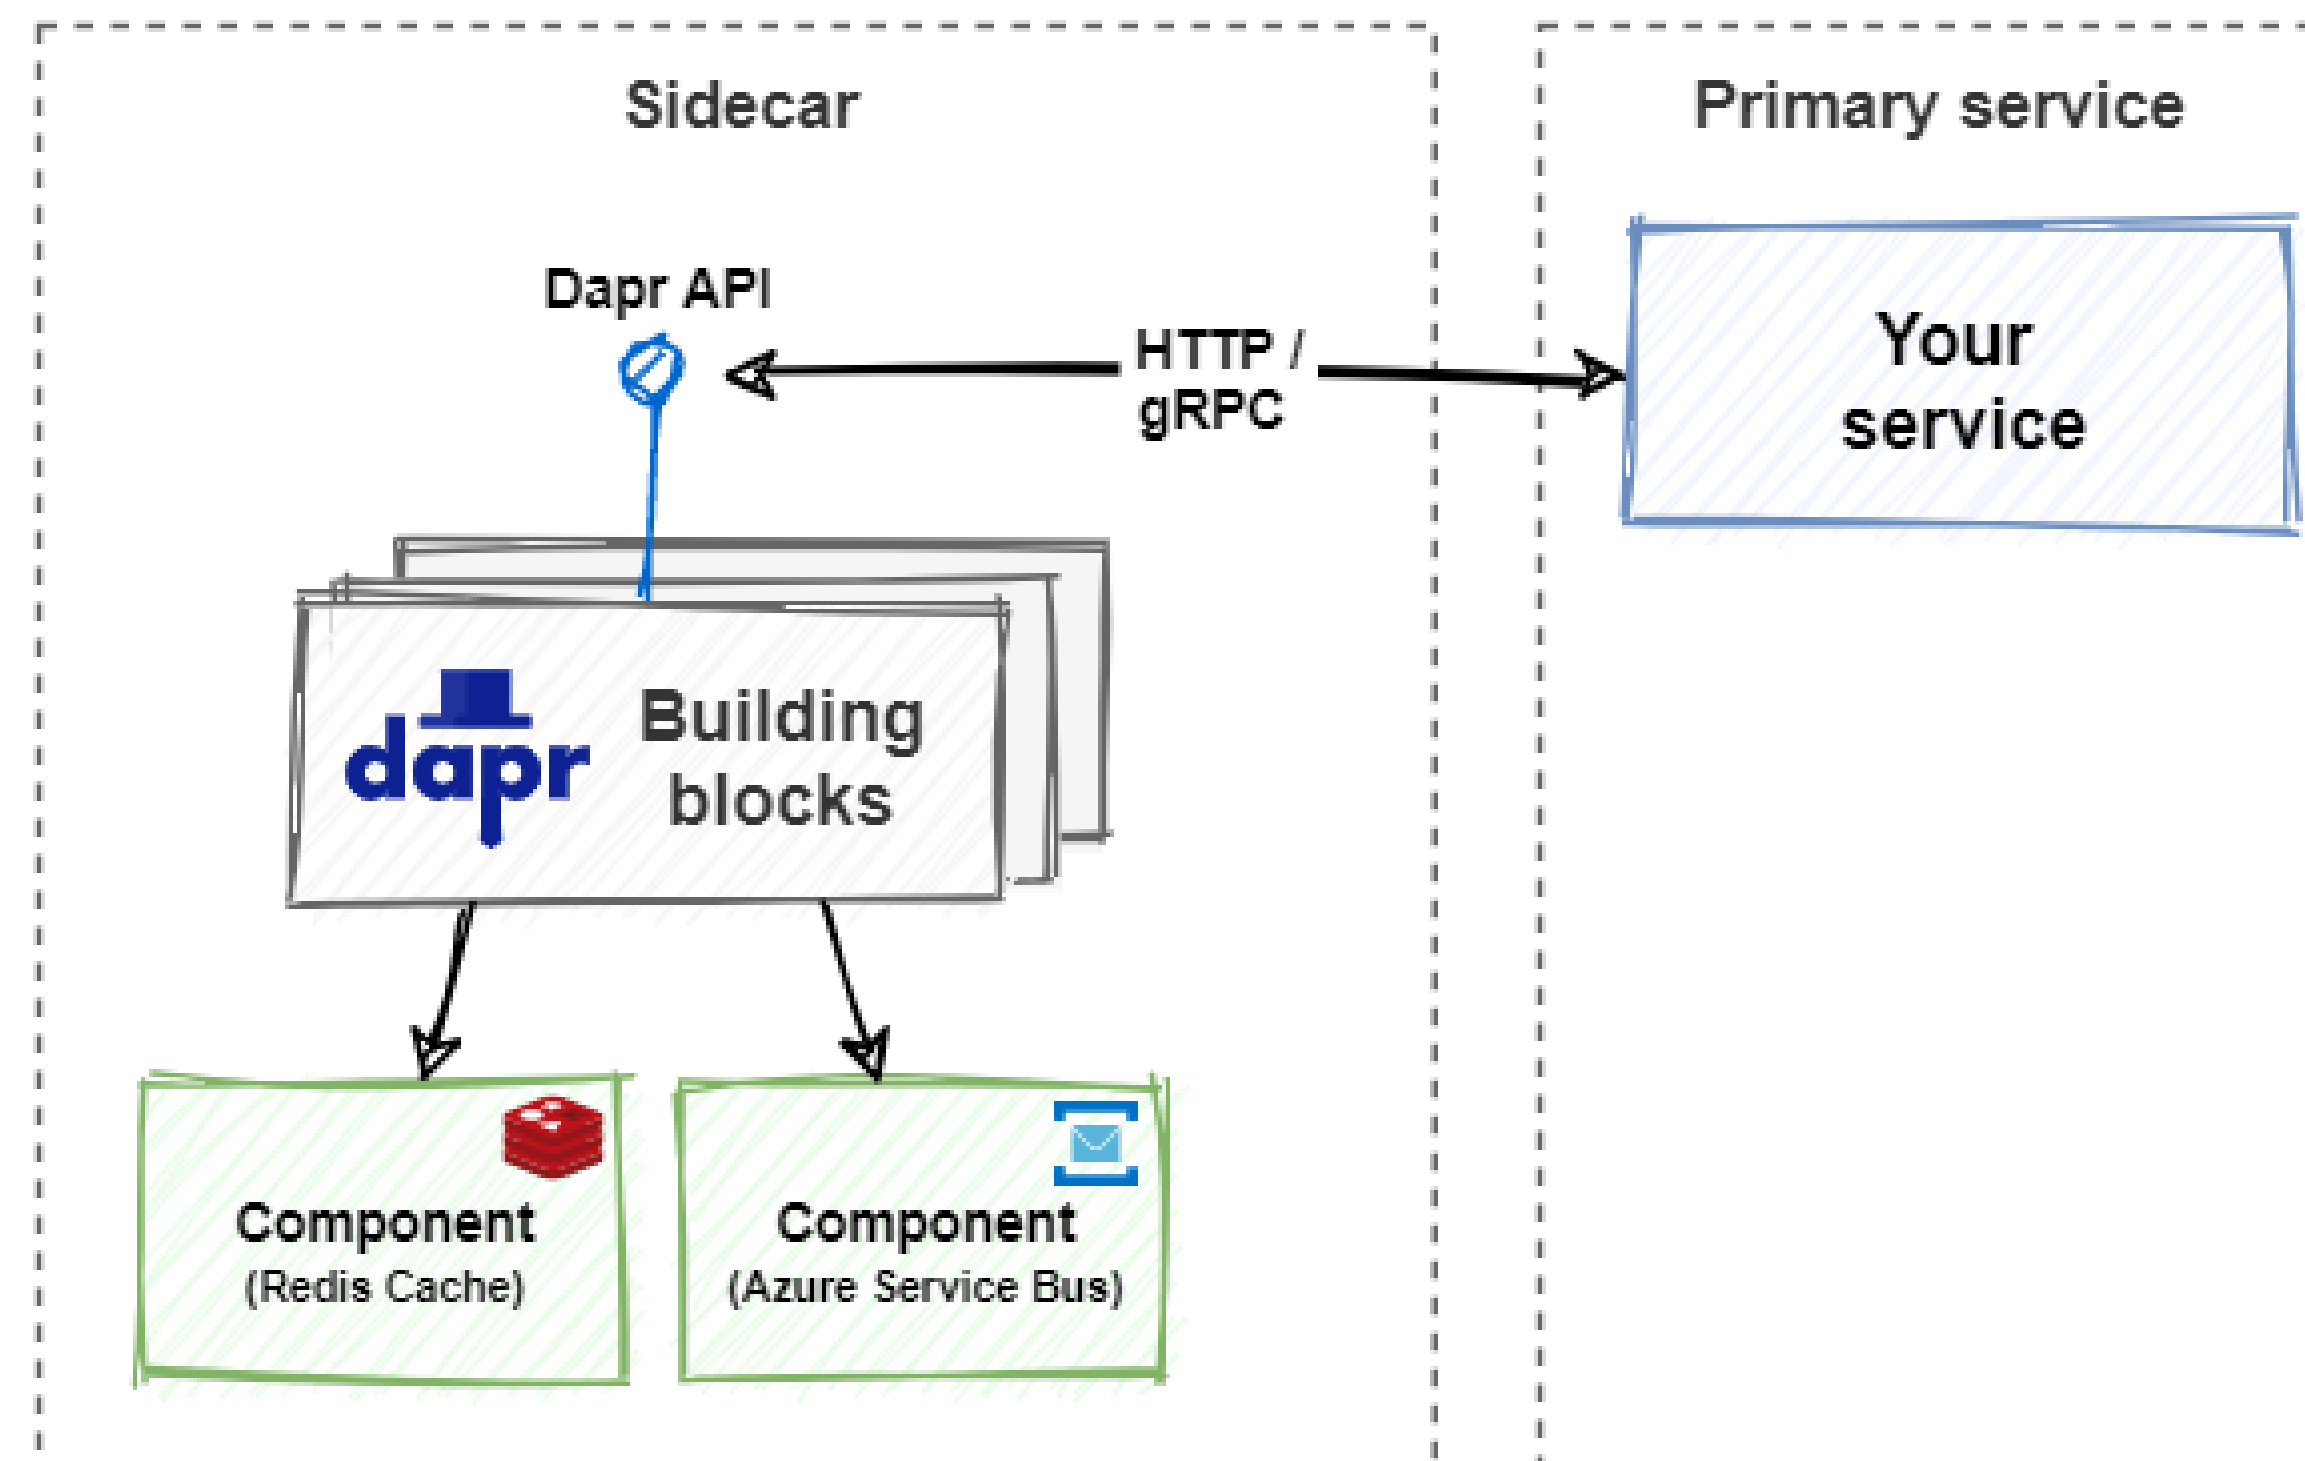 Sidecar
Primary service
Dapr API
HTTP /
gRPC
Your
service
dapr
Building
blocks
Component
(Redis Cache)
Component
(Azure Service Bus)